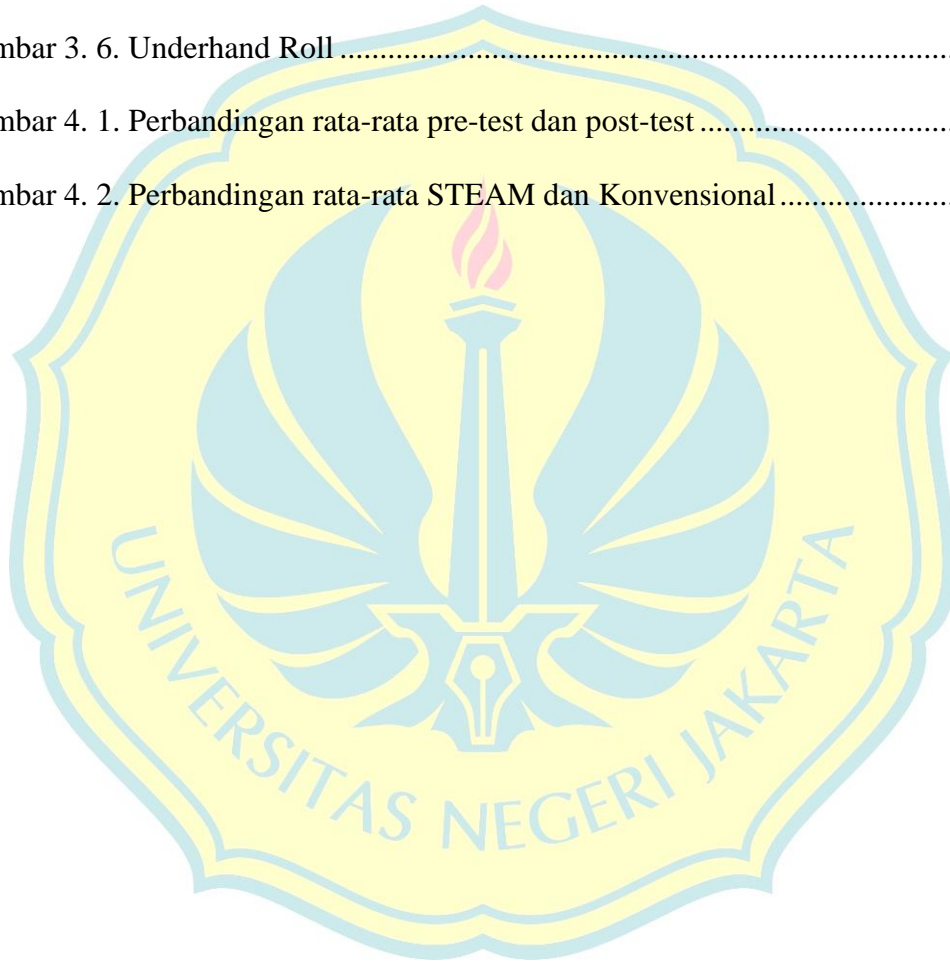 mbar 3. 6. Underhand Roll ........................................................................................
mbar 4. 1. Perbandingan rata-rata pre-test dan post-test ................................
mbar 4. 2. Perbandingan rata-rata STEAM dan Konvensional ......................
UNIVERSITAS NEGERI JAKARTA